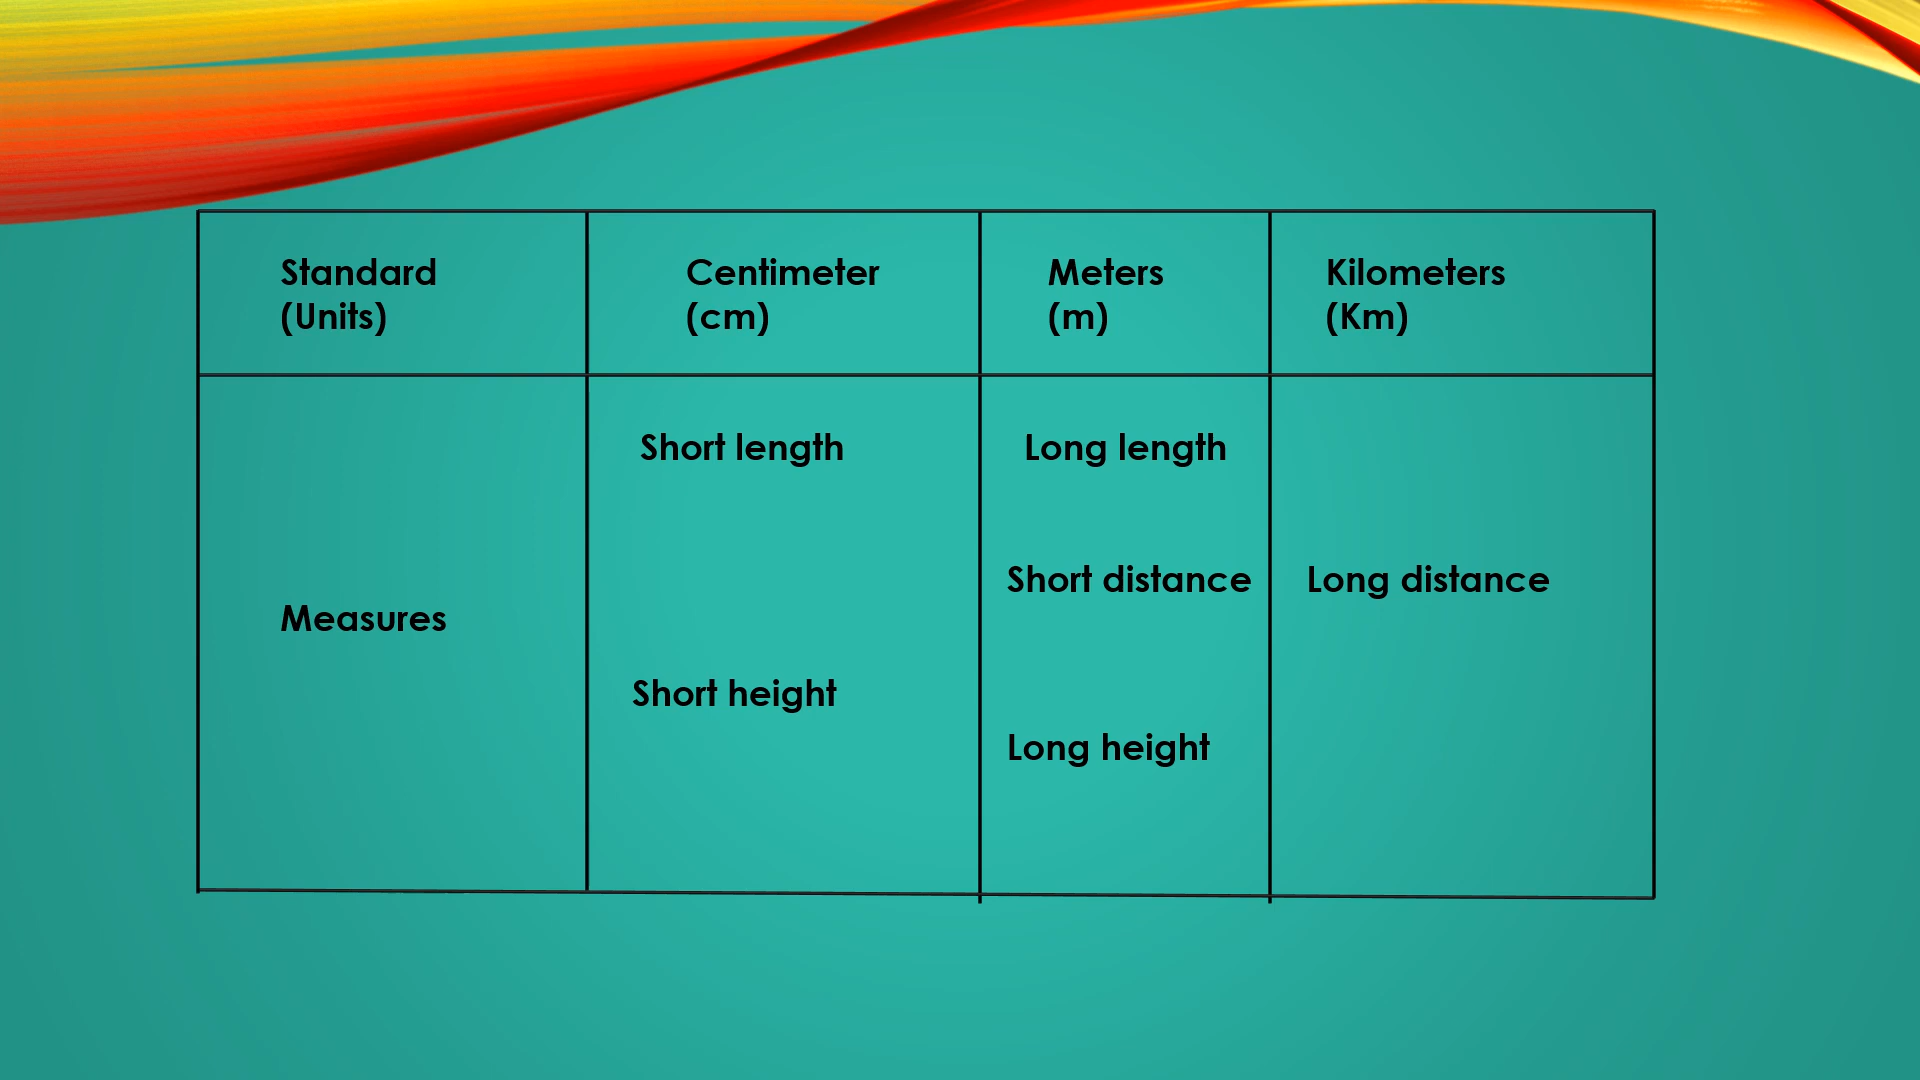 Standard
(Units)
Centimeter
(cm)
Meters
(m)
Kilometers
(Km)
Measures
Short length
Short height
Long length
Short distance
Long height
Long distance